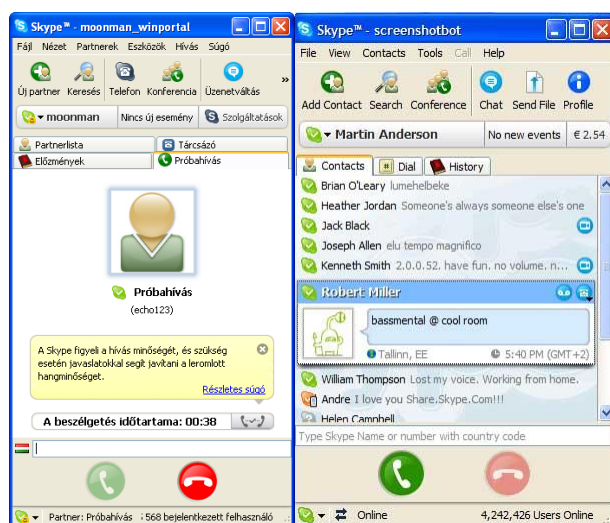 Skype™ - moonman_winportal
Fájl Nézet Partnerek Eszközök Hívás Súgó
Új partner Keresés Telefon Konferencia Üzenetváltás »
moonman Nincs új esemény Szolgáltatások
Partnerlista Tárcsázó
Előzmények Próbahívás
Próbahívás
(echo123)
A Skype figyeli a hívás minőségét, és szükség
esetén javaslatokkal segít javítani a leromlott
hangminőséget.
Részletes súgó
A beszélgetés időtartama: 00:38
Partner: Próbahívás 568 bejelentkezett felhasználó
Skype™ - screenshotbot
File View Contacts Tools Call Help
Add Contact Search Conference Chat Send File Profile
Martin Anderson No new events € 2.54
Contacts Dial History
Brian O'Leary lumehelbeke
Heather Jordan Someone's always someone else's one
Jack Black
Joseph Allen elu tempo magnifico
Kenneth Smith 2.0.0.52. have fun. no volume. n...
Robert Miller
bassmental @ cool room
Tallinn, EE 5:40 PM (GMT+2)
William Thompson Lost my voice. Working from home.
Andre I love you Share.Skype.Com!!!
Helen Campbell
Type Skype Name or number with country code
Online 4,242,426 Users Online